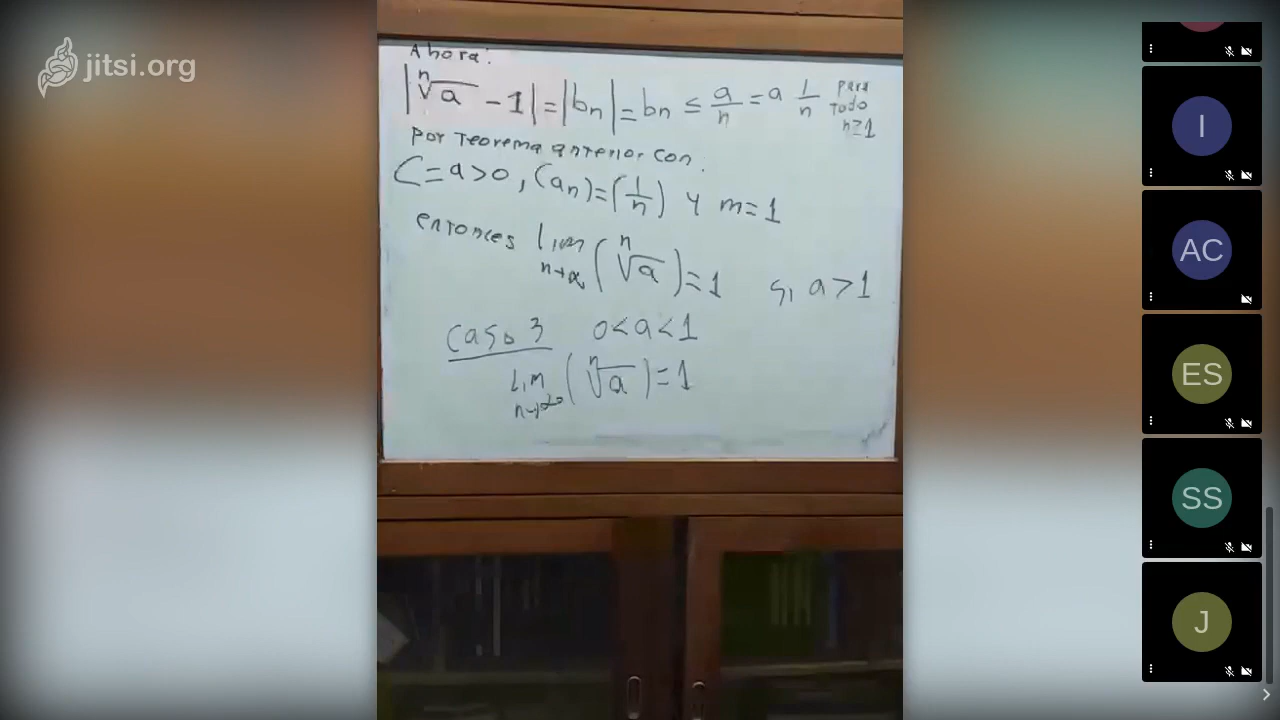 jitsi.org
Ahora:
|ⁿ√a - 1| = |bn| = bn ≤ a/n = a 1/n para todo n≥1
por Teorema anterior con:
C = a > 0, (an) = (1/n) y m = 1
entonces lim n→∞ (ⁿ√a) = 1 si a > 1
Caso 3 0 < a < 1
lim n→∞ (ⁿ√a) = 1
I
AC
ES
SS
J